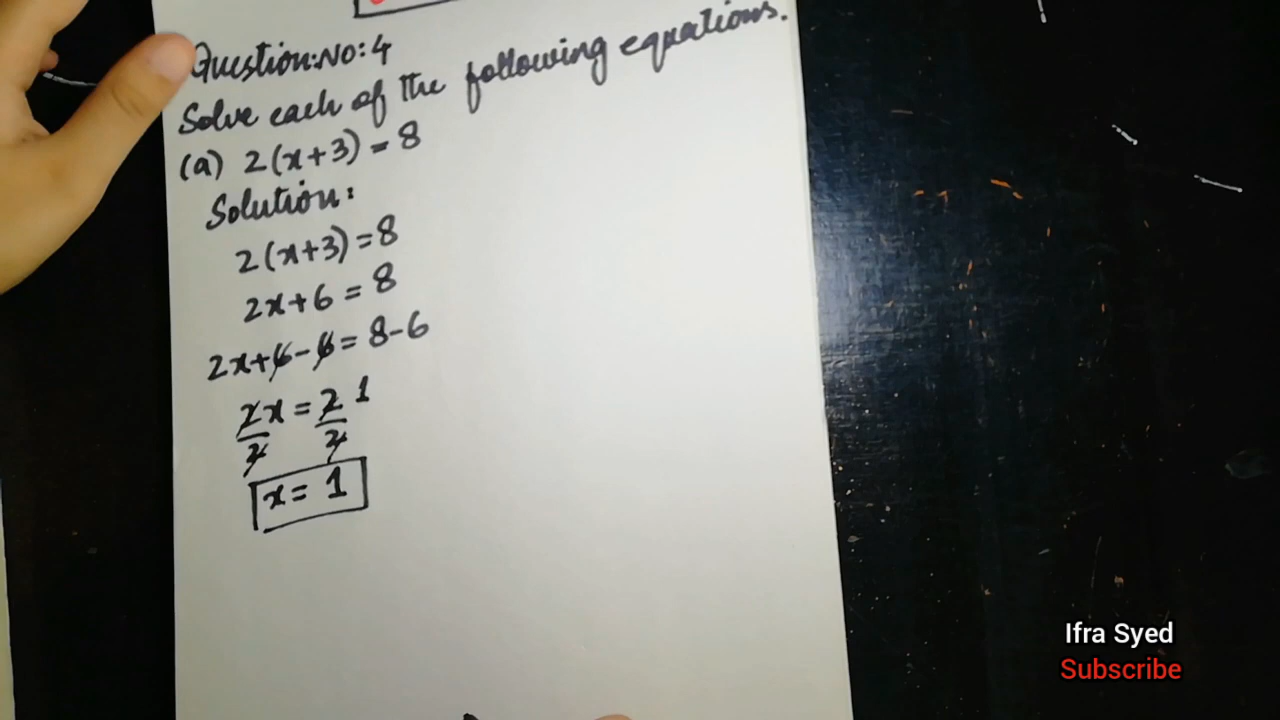 Question:No:4
Solve each of the following equations.
(a) 2(x+3) = 8
Solution:
2(x+3) = 8
2x+6 = 8
2x+6-6= 8-6
2x = 2 1
2 2
x= 1
Ifra Syed
Subscribe